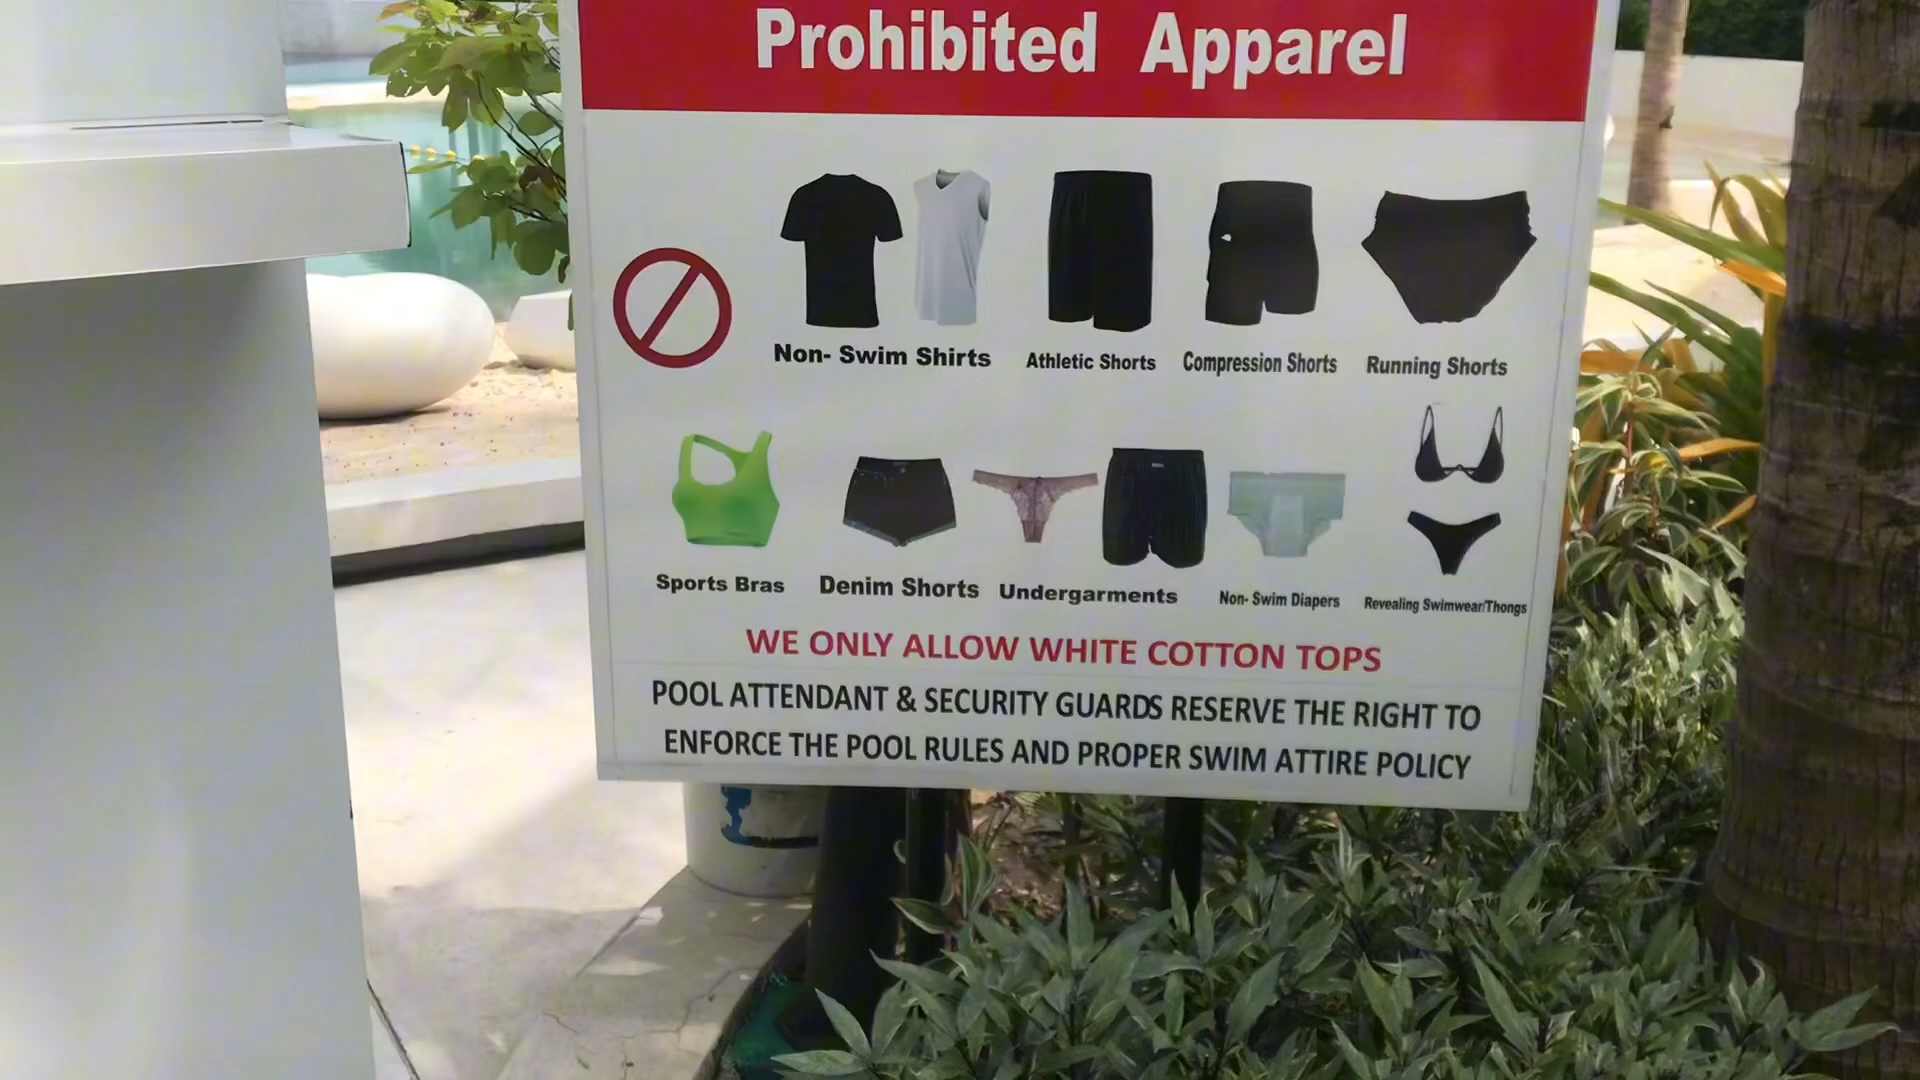 Prohibited Apparel
Non- Swim Shirts
Athletic Shorts
Compression Shorts
Running Shorts
Sports Bras
Denim Shorts
Undergarments
Non- Swim Diapers
Revealing Swimwear/Thongs
WE ONLY ALLOW WHITE COTTON TOPS
POOL ATTENDANT & SECURITY GUARDS RESERVE THE RIGHT TO
ENFORCE THE POOL RULES AND PROPER SWIM ATTIRE POLICY